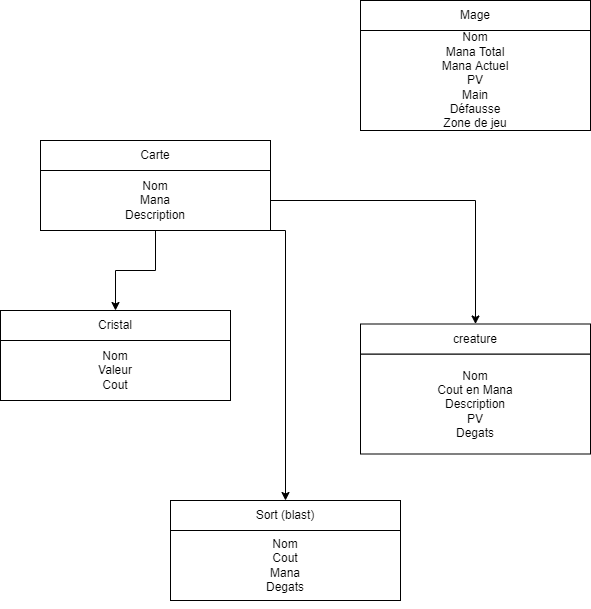 Mage
Nom
Mana Total
Mana Actuel
PV
Main
Défausse
Zone de jeu
Carte
Nom
Mana
Description
Cristal
Nom
Valeur
Cout
creature
Nom
Cout en Mana
Description
PV
Degats
Sort (blast)
Nom
Cout
Mana
Degats